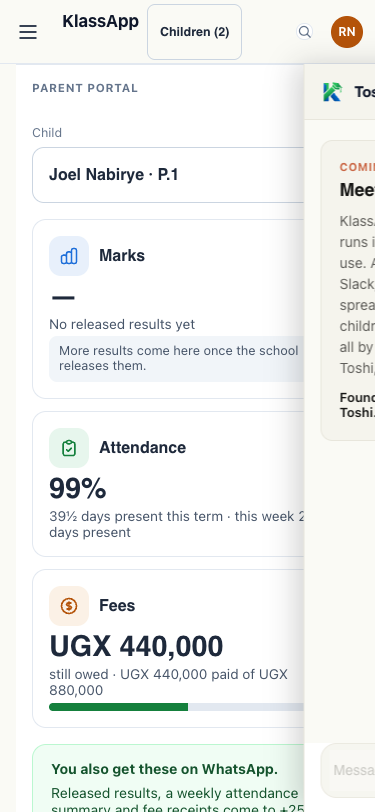 KlassApp
Children (2)
RN
PARENT PORTAL
Child
Joel Nabirye · P.1
Marks
—
No released results yet
More results come here once the school
releases them.
Attendance
99%
39½ days present this term · this week 2
days present
Fees
UGX 440,000
still owed · UGX 440,000 paid of UGX
880,000
You also get these on WhatsApp.
Released results, a weekly attendance
summary and fee receipts come to +25
Tos
COMI
Mee
Klass
runs i
use. A
Slack
sprea
childr
all by
Toshi,
Foun
Toshi.
Messa